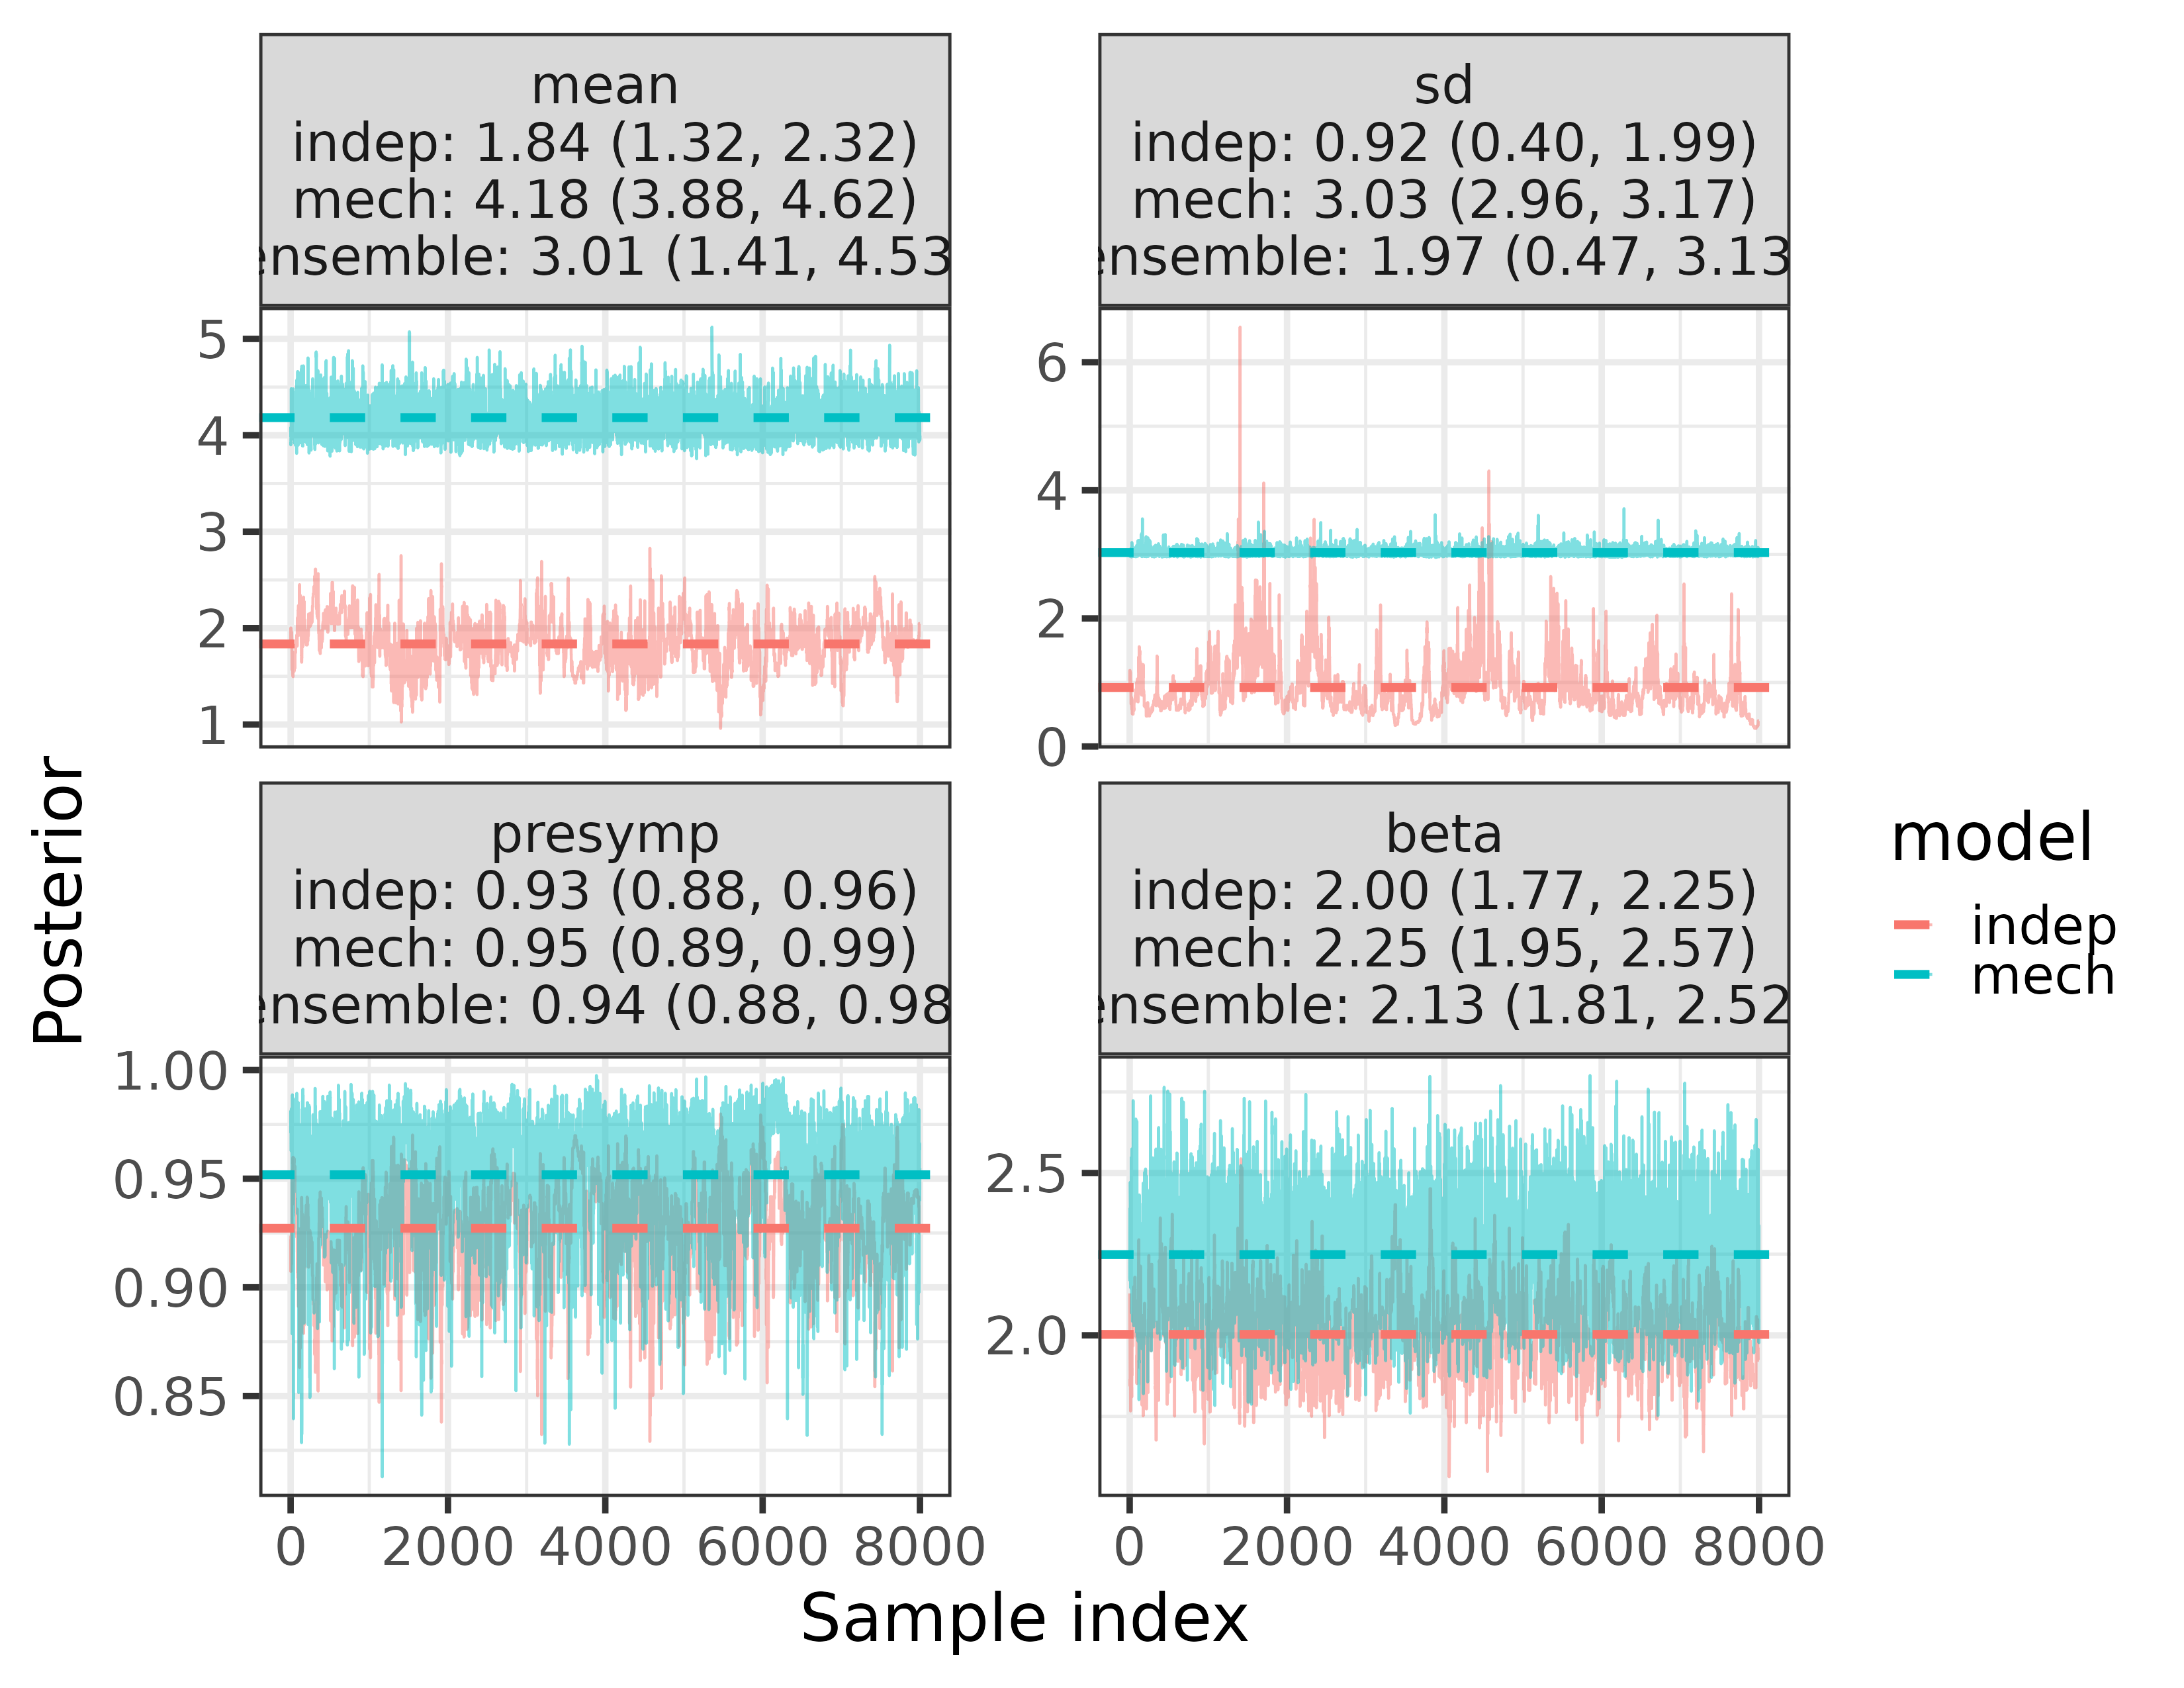 mean
indep: 1.84 (1.32, 2.32)
mech: 4.18 (3.88, 4.62)
ensemble: 3.01 (1.41, 4.53
sd
indep: 0.92 (0.40, 1.99)
mech: 3.03 (2.96, 3.17)
ensemble: 1.97 (0.47, 3.13
5
4
3
2
1
6
4
2
0
presymp
indep: 0.93 (0.88, 0.96)
mech: 0.95 (0.89, 0.99)
ensemble: 0.94 (0.88, 0.98
beta
indep: 2.00 (1.77, 2.25)
mech: 2.25 (1.95, 2.57)
ensemble: 2.13 (1.81, 2.52
1.00
0.95
0.90
0.85
2.5
2.0
0 2000 4000 6000 8000
0 2000 4000 6000 8000
Sample index
Posterior
model
indep
mech